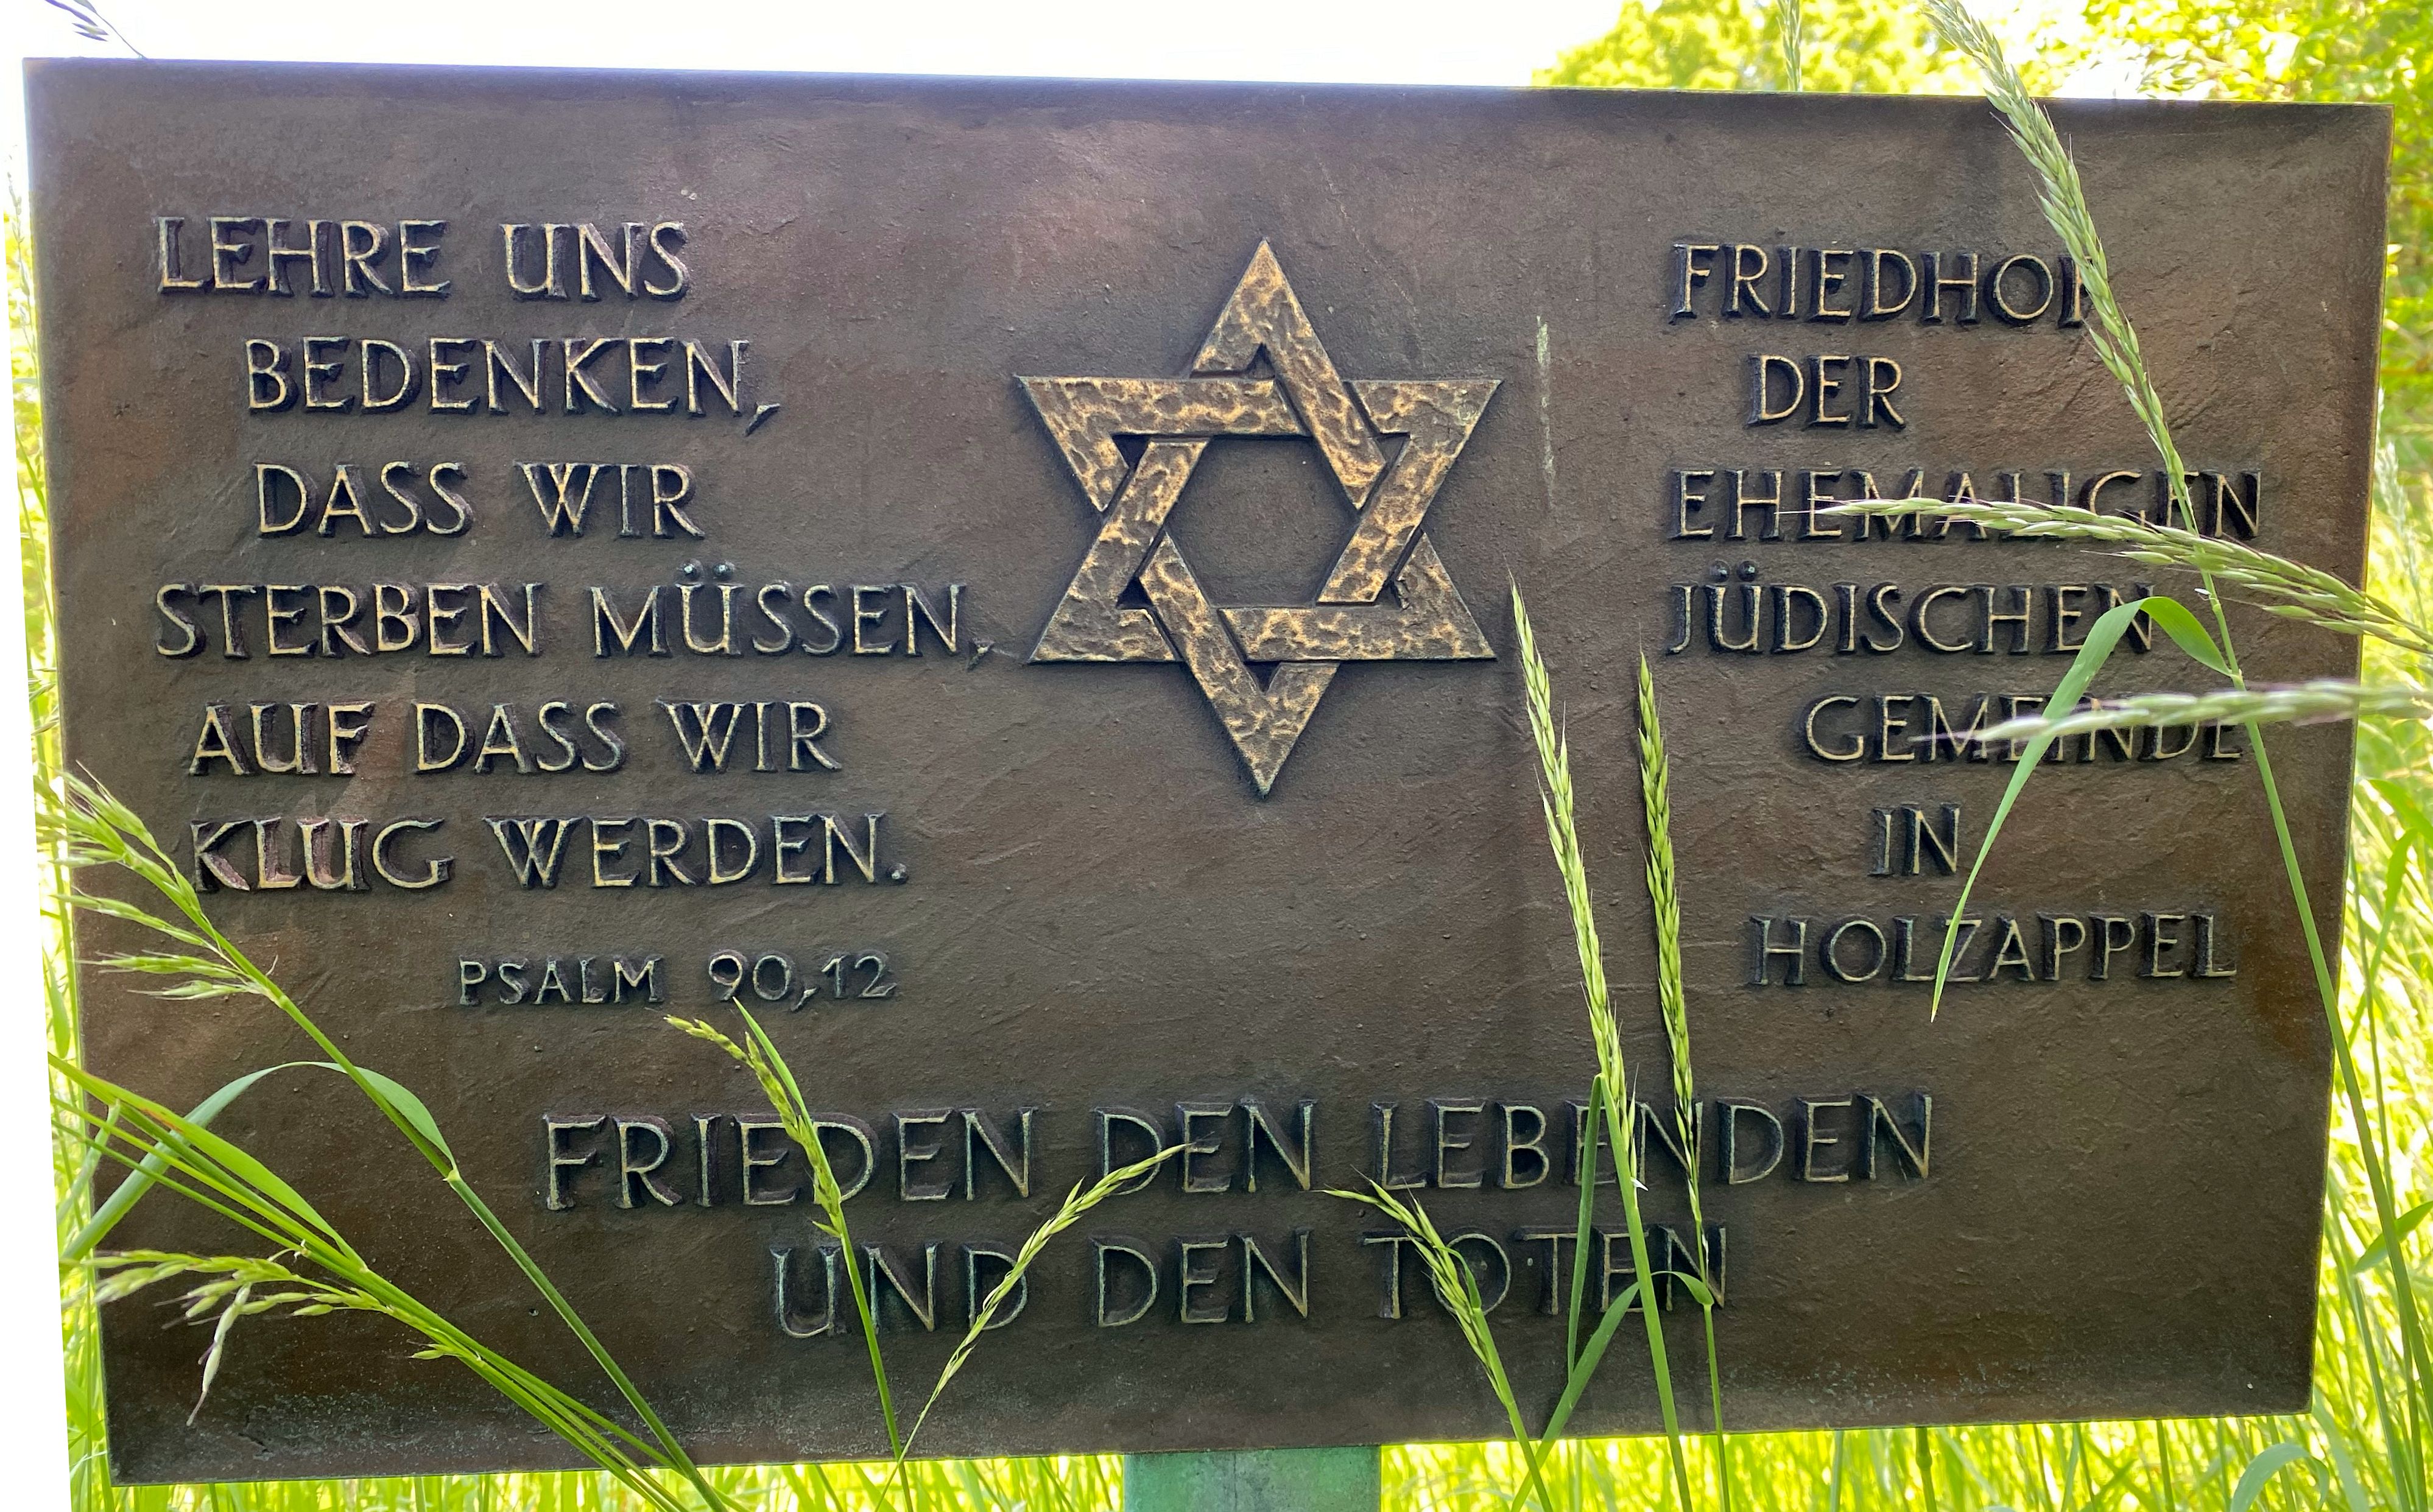 LEHRE UNS
BEDENKEN,
DASS WIR
STERBEN MÜSSEN,
AUF DASS WIR
KLUG WERDEN.
PSALM 90,12
FRIEDHOF
DER
EHEMALIGEN
JÜDISCHEN
GEMEINDE
IN
HOLZAPPEL
FRIEDEN DEN LEBENDEN
UND DEN TOTEN